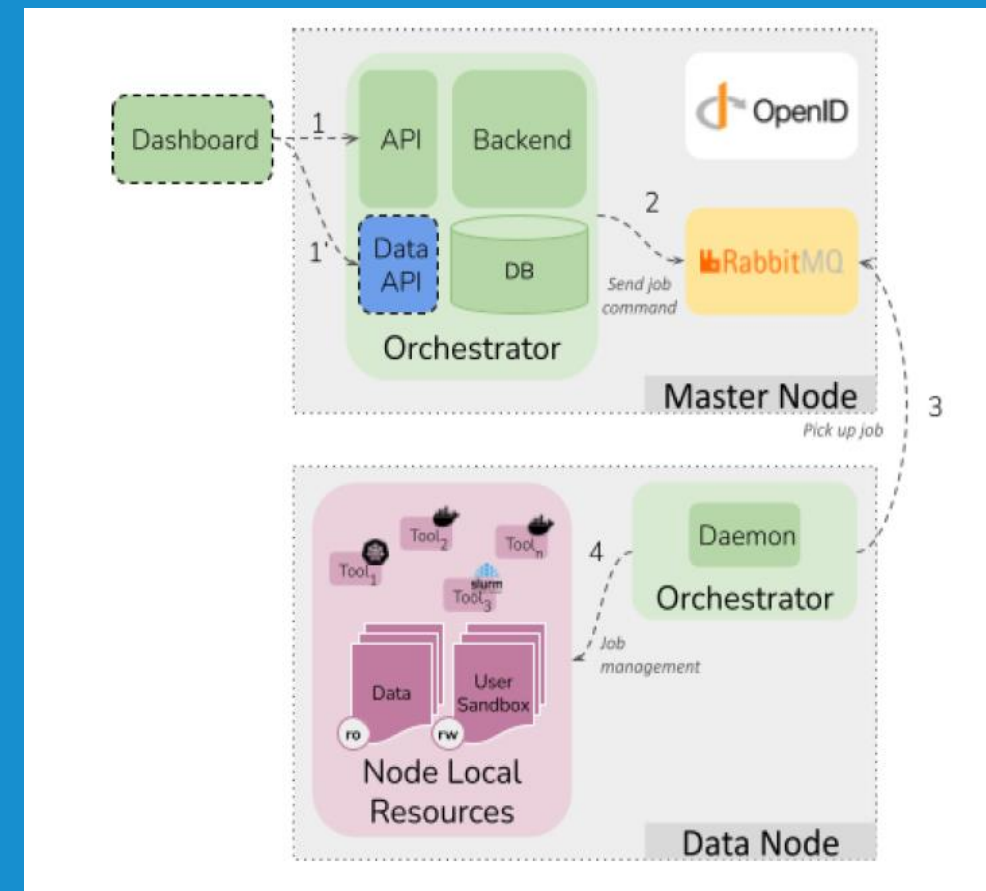 Dashboard
1
1'
API
Backend
Data
API
DB
Orchestrator
OpenID
2
Send job
command
RabbitMQ
Master Node
3
Pick up job
Tool1
Tool2
Tooln
slurm
Tool3
Data
ro
User
Sandbox
rw
Node Local
Resources
4
Job
management
Daemon
Orchestrator
Data Node